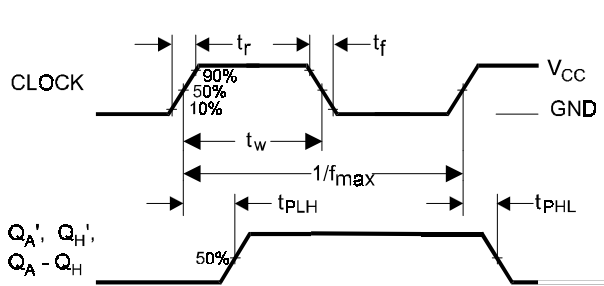 tr
tf
CLOCK
90%
50%
10%
VCC
GND
tw
1/fmax
tPLH
tPHL
QA', QH',
QA - QH
50%